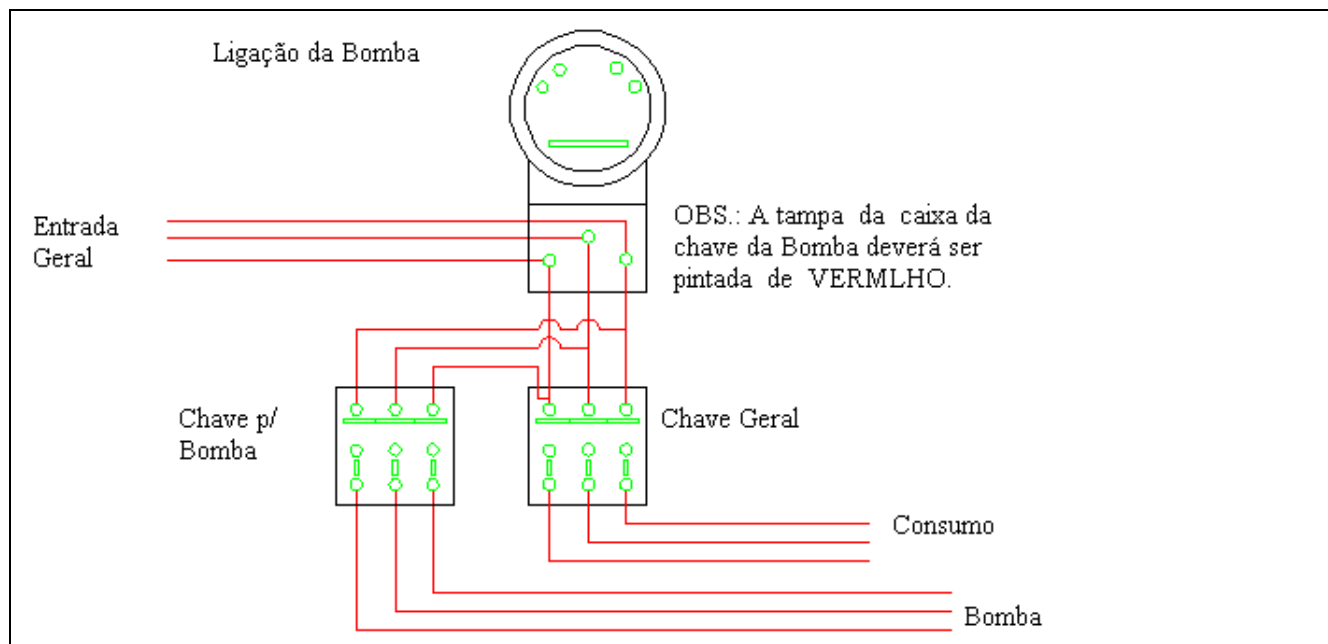 Ligação da Bomba
Entrada
Geral
OBS.: A tampa da caixa da
chave da Bomba deverá ser
pintada de VERMLHO.
Chave p/
Bomba
Chave Geral
Consumo
Bomba